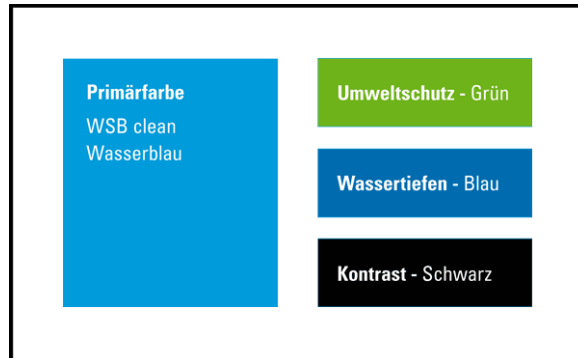 Primärfarbe
WSB clean
Wasserblau
Umweltschutz - Grün
Wassertiefen - Blau
Kontrast - Schwarz